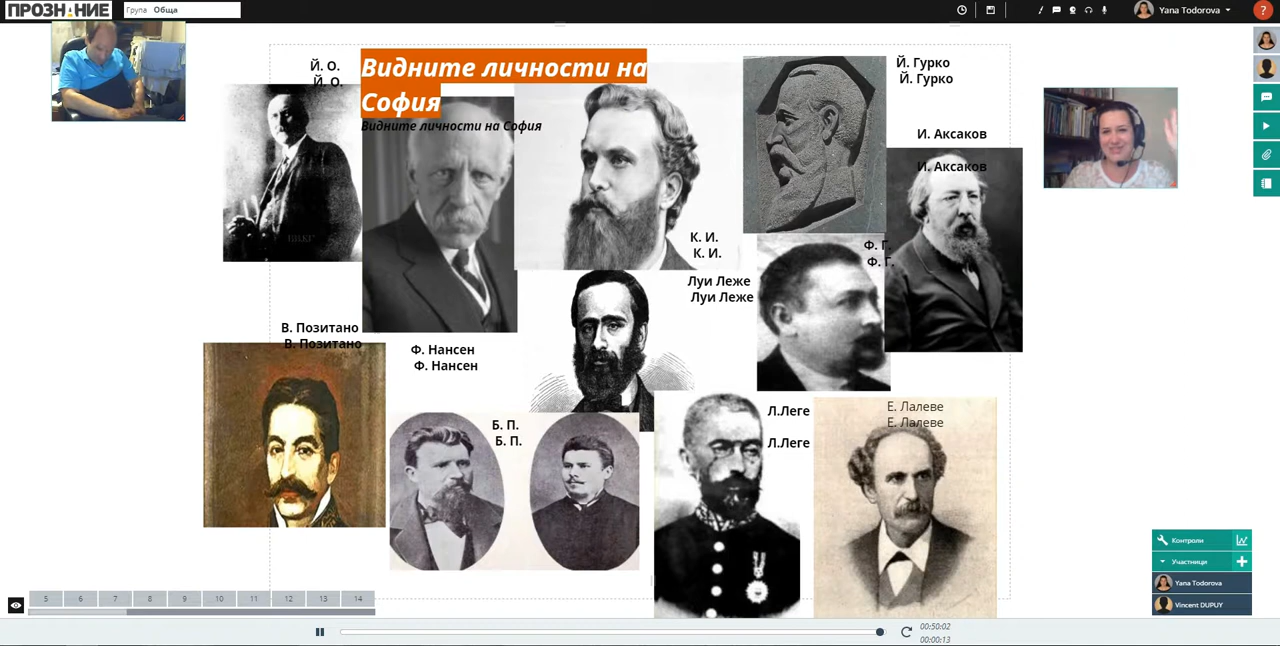 ПРОЗНАНИЕ
Група Обща
Yana Todorova
?
Видните личности на
София
Видните личности на София
Й. О.
Й. О.
Й. Гурко
Й. Гурко
И. Аксаков
И. Аксаков
К. И.
К. И.
Ф. Г.
Ф. Г.
Луи Леже
Луи Леже
В. Позитано
В. Позитано
Ф. Нансен
Ф. Нансен
Б. П.
Б. П.
Л.Леге
Л.Леге
Е. Лалеве
Е. Лалеве
Контроли
Участници
Yana Todorova
Vincent DUPUY
5 6 7 8 9 10 11 12 13 14
00:50:02
00:00:13